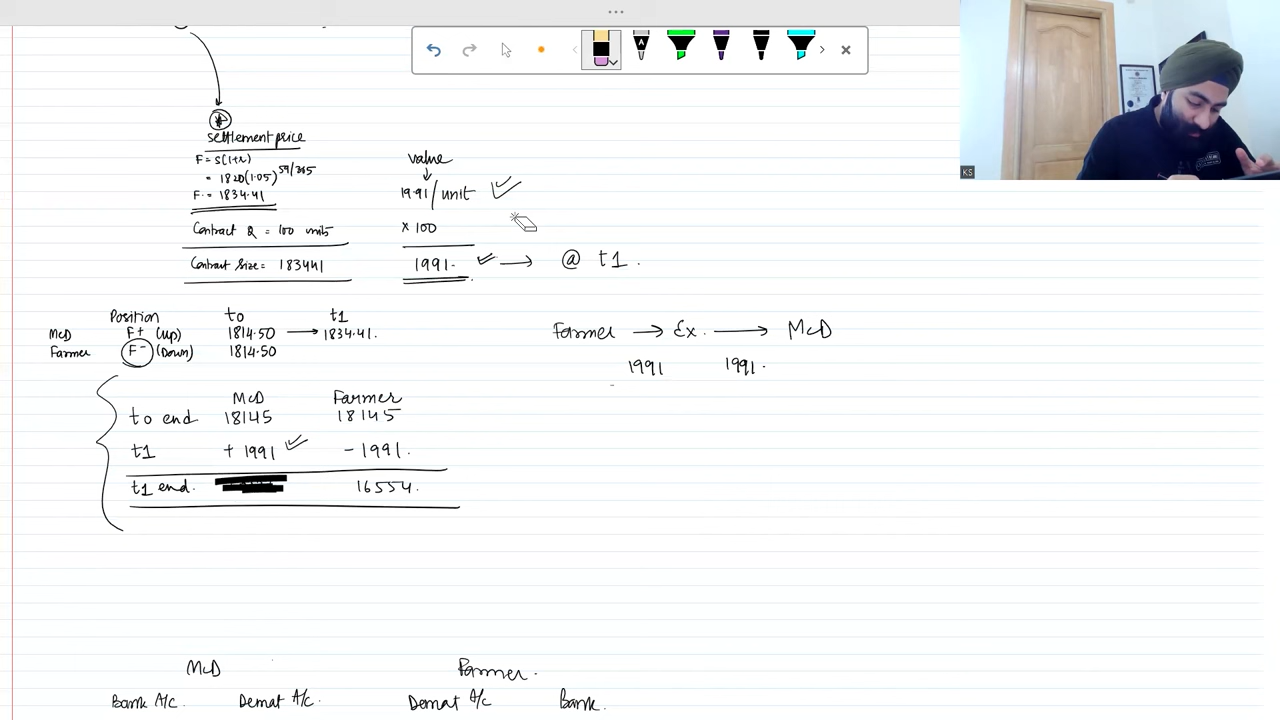 settlement price
F = S(1+r)
= 1820(1.05)^59/365
F = 1834.41
Contract Q = 100 units
Contract Size = 183441
value
19.91/unit
x 100
1991.
@ t1.
Position t0 t1
McD F+ (up) 1814.50 → 1834.41.
Farmer F- (Down) 1814.50
Farmer → Ex. → McD
1991 1991.
McD Farmer
to end 18145 18145
t1 + 1991 - 1991.
t1 end. 16554.
McD Farmer.
Bank A/c. Demat A/c. Demat A/c Bank.
A
KS